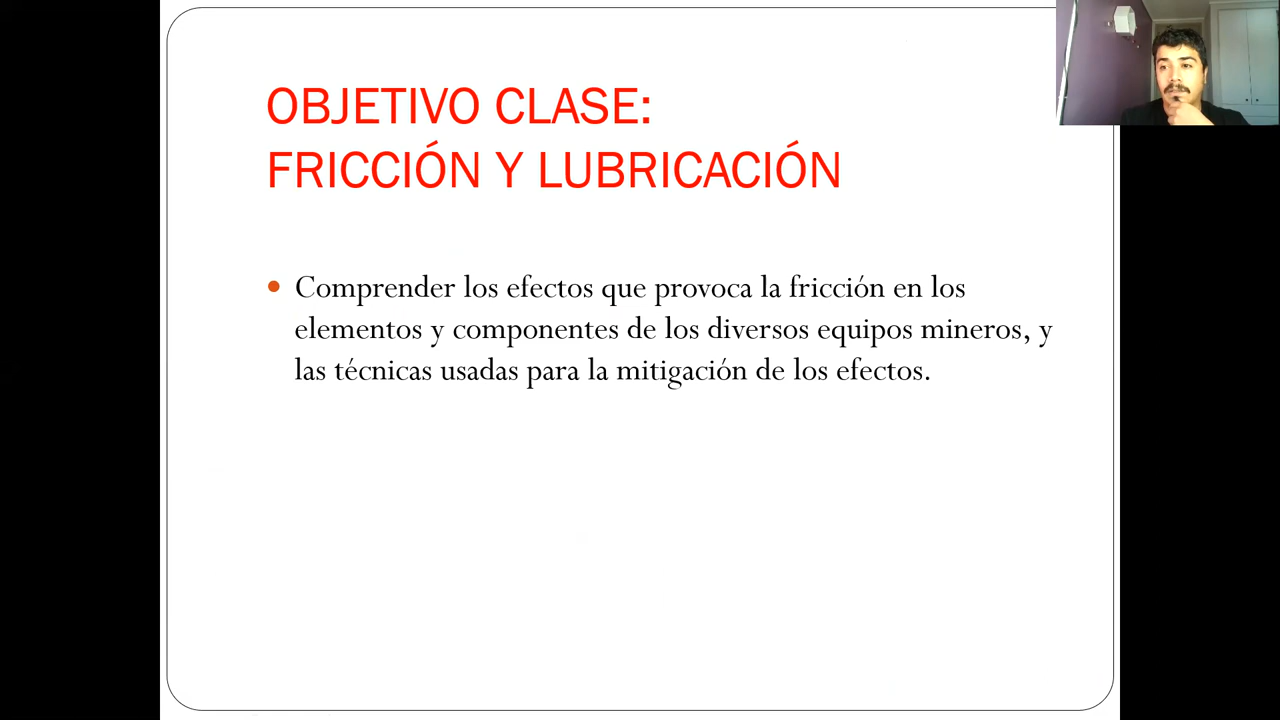 OBJETIVO CLASE:
FRICCIÓN Y LUBRICACIÓN
Comprender los efectos que provoca la fricción en los
elementos y componentes de los diversos equipos mineros, y
las técnicas usadas para la mitigación de los efectos.